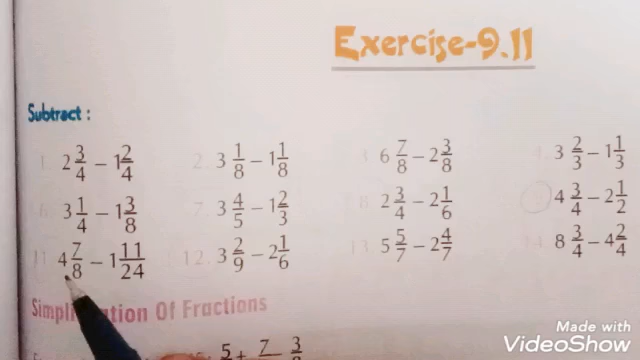 Exercise-9.11
Subtract :
1. 2 3/4 − 1 2/4   2. 3 1/8 − 1 1/8   3. 6 7/8 − 2 3/8   4. 3 2/3 − 1 1/3
6. 3 1/4 − 1 3/8   7. 3 4/5 − 1 2/3   8. 2 3/4 − 2 1/6   4 3/4 − 2 1/2
11. 4 7/8 − 1 11/24   12. 3 2/9 − 2 1/6   13. 5 5/7 − 2 4/7   14. 8 3/4 − 4 2/4
Of Fractions
Made with
VideoShow